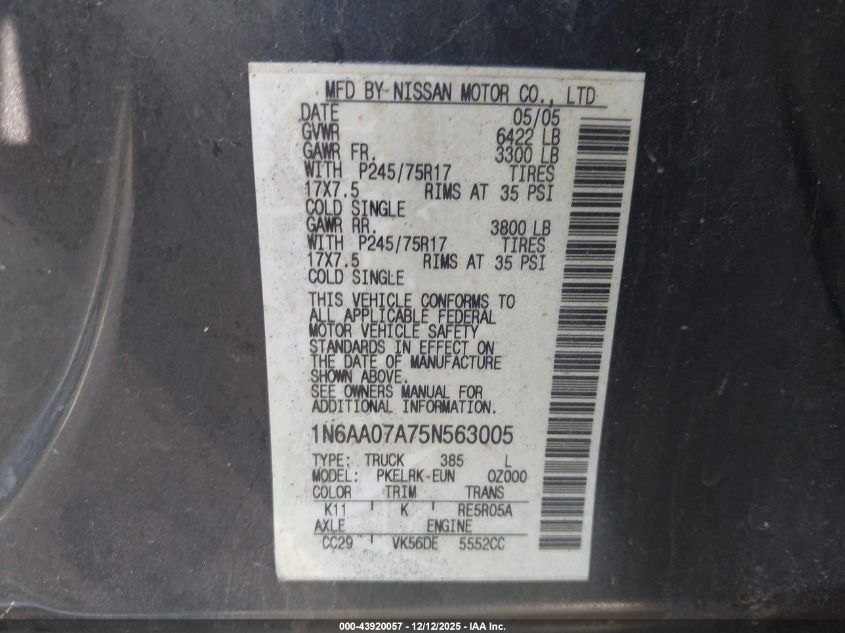 MFD BY NISSAN MOTOR CO., LTD
DATE 05/05
GVWR 6422 LB
GAWR FR. 3300 LB
WITH P245/75R17 TIRES
17X7.5 RIMS AT 35 PSI
COLD SINGLE
GAWR RR. 3800 LB
WITH P245/75R17 TIRES
17X7.5 RIMS AT 35 PSI
COLD SINGLE
THIS VEHICLE CONFORMS TO
ALL APPLICABLE FEDERAL
MOTOR VEHICLE SAFETY
STANDARDS IN EFFECT ON
THE DATE OF MANUFACTURE
SHOWN ABOVE.
SEE OWNERS MANUAL FOR
ADDITIONAL INFORMATION.
1N6AA07A75N563005
TYPE: TRUCK 385 L
MODEL: PKELRK-EUN 0Z000
COLOR TRIM TRANS
K11 K RE5R05A
AXLE ENGINE
CC29 VK56DE 5552CC
000-43920057 - 12/12/2025 - IAA Inc.